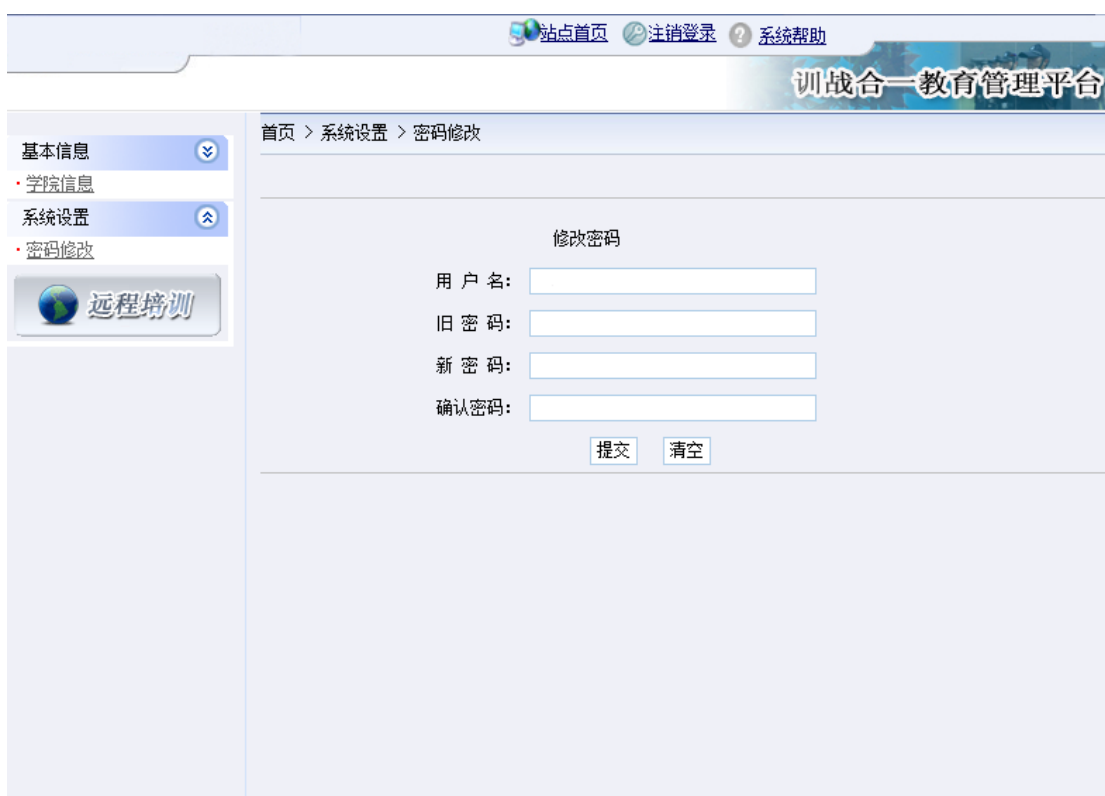 站点首页 注销登录 系统帮助
训战合一教育管理平台
首页 > 系统设置 > 密码修改
基本信息
·学院信息
系统设置
·密码修改
远程培训
修改密码
用 户 名：
旧 密 码：
新 密 码：
确认密码：
提交 清空